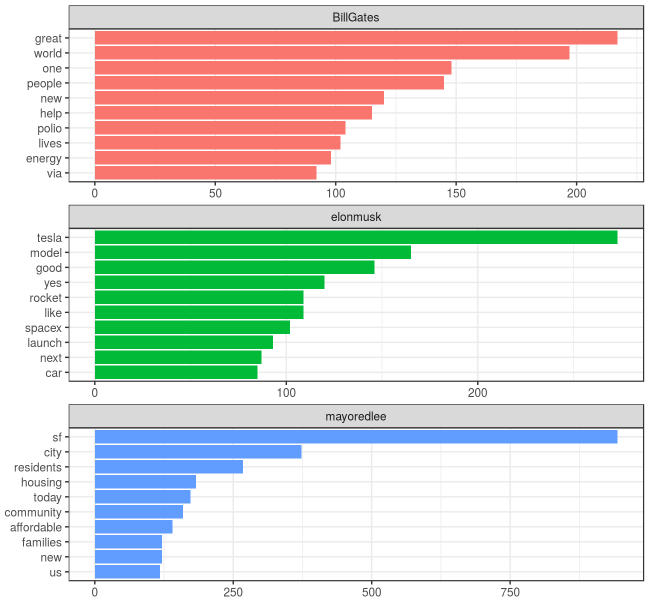 BillGates
great
world
one
people
new
help
polio
lives
energy
via
0 50 100 150 200
elonmusk
tesla
model
good
yes
rocket
like
spacex
launch
next
car
0 100 200
mayoredlee
sf
city
residents
housing
today
community
affordable
families
new
us
0 250 500 750